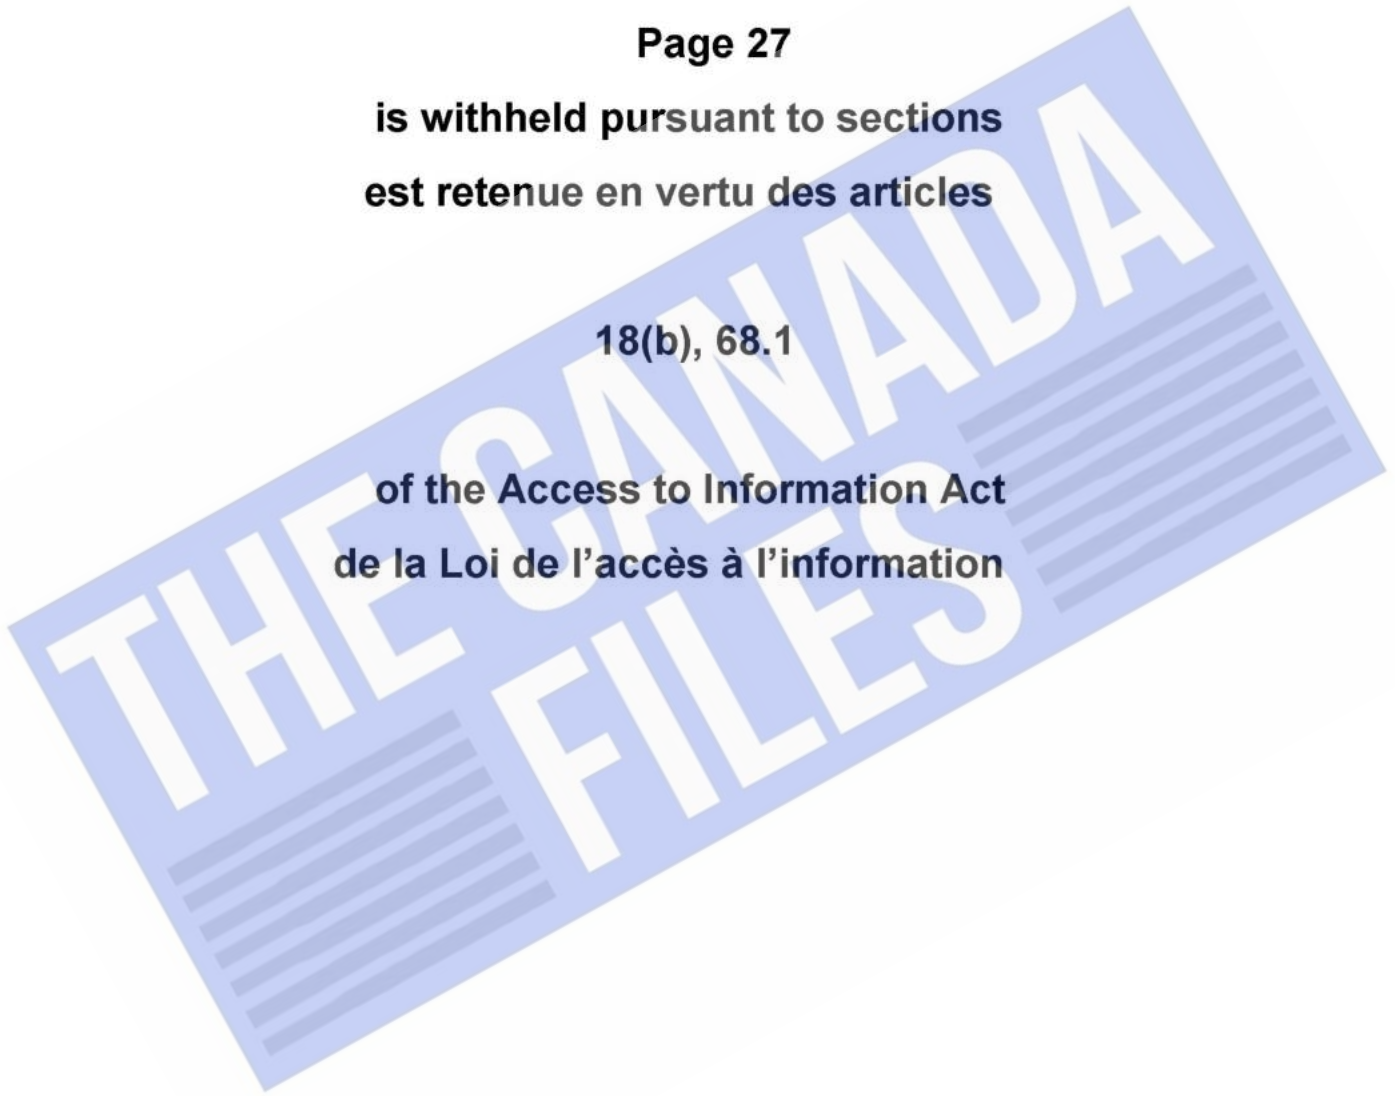 Page 27
is withheld pursuant to sections
est retenue en vertu des articles
18(b), 68.1
of the Access to Information Act
de la Loi de l’accès à l’information
THE CANADA
FILES